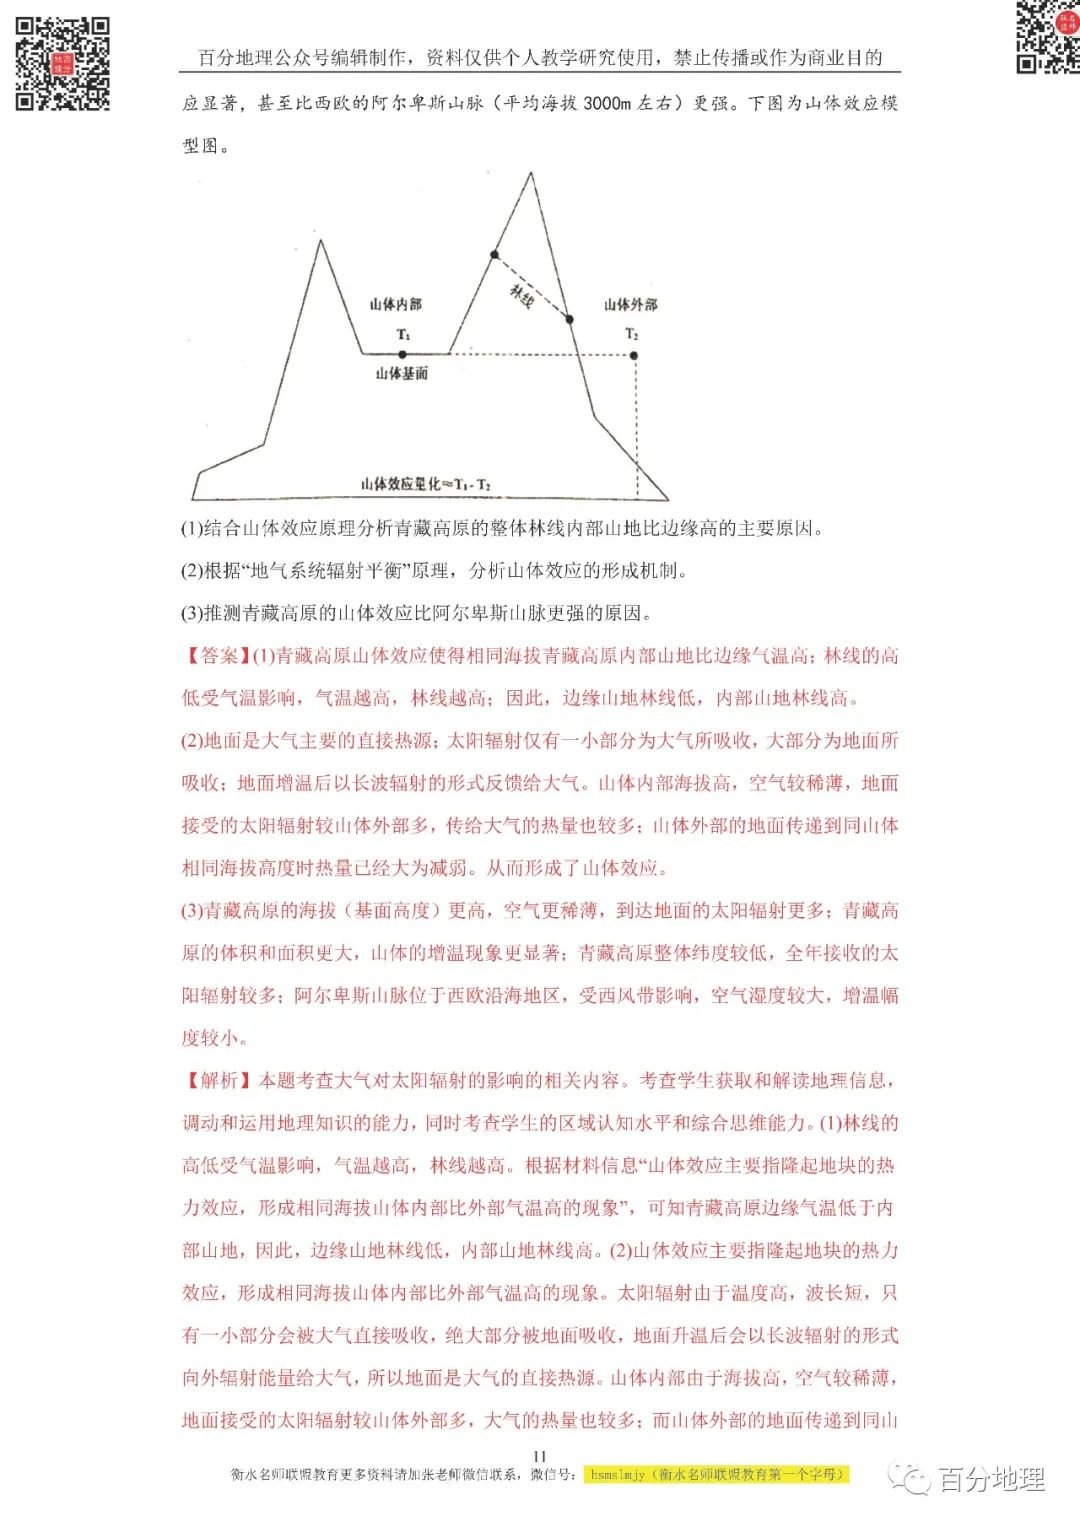 百分地理公众号编辑制作，资料仅供个人教学研究使用，禁止传播或作为商业目的
应显著，甚至比西欧的阿尔卑斯山脉（平均海拔3000m左右）更强。下图为山体效应模
型图。
山体内部
T₁
山体基面
林线
山体外部
T₂
山体效应量化≈T₁-T₂
(1)结合山体效应原理分析青藏高原的整体林线内部山地比边缘高的主要原因。
(2)根据“地气系统辐射平衡”原理，分析山体效应的形成机制。
(3)推测青藏高原的山体效应比阿尔卑斯山脉更强的原因。
【答案】(1)青藏高原山体效应使得相同海拔青藏高原内部山地比边缘气温高；林线的高
低受气温影响，气温越高，林线越高；因此，边缘山地林线低，内部山地林线高。
(2)地面是大气主要的直接热源；太阳辐射仅有一小部分为大气所吸收，大部分为地面所
吸收；地面增温后以长波辐射的形式反馈给大气。山体内部海拔高，空气较稀薄，地面
接受的太阳辐射较山体外部多，传给大气的热量也较多；山体外部的地面传递到同山体
相同海拔高度时热量已经大为减弱。从而形成了山体效应。
(3)青藏高原的海拔（基面高度）更高，空气更稀薄，到达地面的太阳辐射更多；青藏高
原的体积和面积更大，山体的增温现象更显著；青藏高原整体纬度较低，全年接收的太
阳辐射较多；阿尔卑斯山脉位于西欧沿海地区，受西风带影响，空气湿度较大，增温幅
度较小。
【解析】本题考查大气对太阳辐射的影响的相关内容。考查学生获取和解读地理信息，
调动和运用地理知识的能力，同时考查学生的区域认知水平和综合思维能力。(1)林线的
高低受气温影响，气温越高，林线越高。根据材料信息“山体效应主要指隆起地块的热
力效应，形成相同海拔山体内部比外部气温高的现象”，可知青藏高原边缘气温低于内
部山地，因此，边缘山地林线低，内部山地林线高。(2)山体效应主要指隆起地块的热力
效应，形成相同海拔山体内部比外部气温高的现象。太阳辐射由于温度高，波长短，只
有一小部分会被大气直接吸收，绝大部分被地面吸收，地面升温后会以长波辐射的形式
向外辐射能量给大气，所以地面是大气的直接热源。山体内部由于海拔高，空气较稀薄，
地面接受的太阳辐射较山体外部多，大气的热量也较多；而山体外部的地面传递到同山
11
衡水名师联盟教育更多资料请加张老师微信联系，微信号：hsmslmjy（衡水名师联盟教育第一个字母）
百分地理